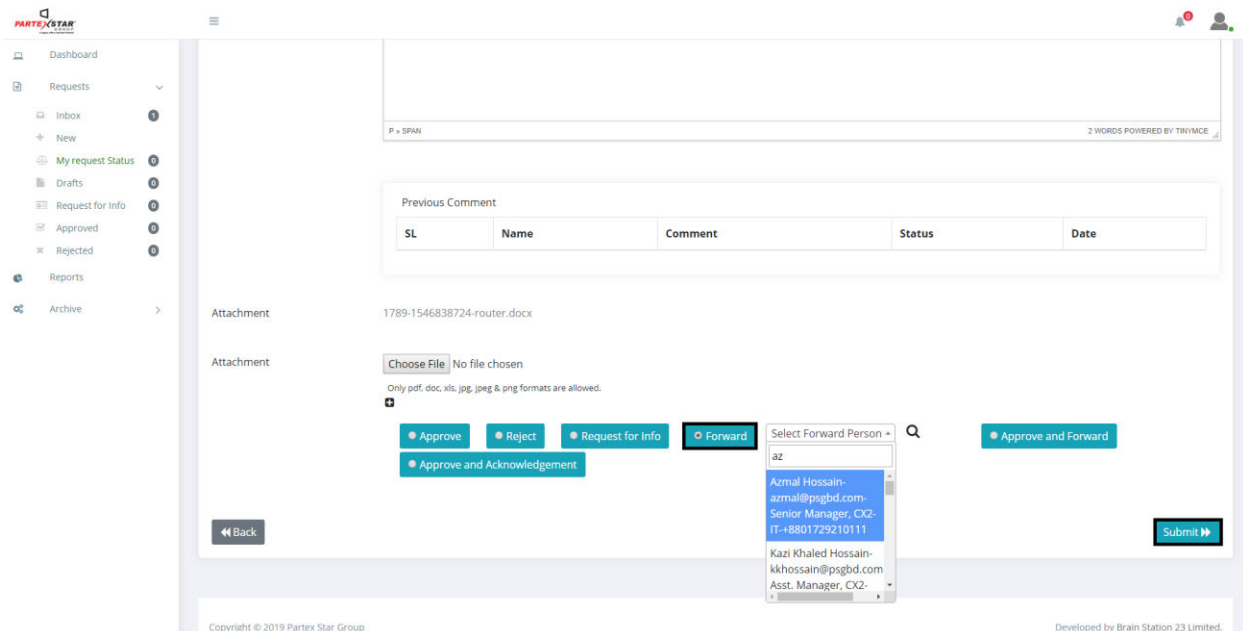 PARTEX STAR
GROUP
0
Dashboard
Requests
Inbox 1
New
My request Status 0
Drafts 0
Request for Info 0
Approved 0
Rejected 0
Reports
Archive
P » SPAN
2 WORDS POWERED BY TINYMCE
Previous Comment
SL Name Comment Status Date
Attachment 1789-1546838724-router.docx
Attachment Choose File No file chosen
Only pdf, doc, xls, jpg, jpeg & png formats are allowed.
Approve Reject Request for Info Forward Select Forward Person Approve and Forward
Approve and Acknowledgement
az
Azmal Hossain-
azmal@psgbd.com-
Senior Manager, CX2-
IT-+8801729210111
Kazi Khaled Hossain-
kkhossain@psgbd.com
Asst. Manager, CX2-
Back
Submit
Copyright © 2019 Partex Star Group
Developed by Brain Station 23 Limited.